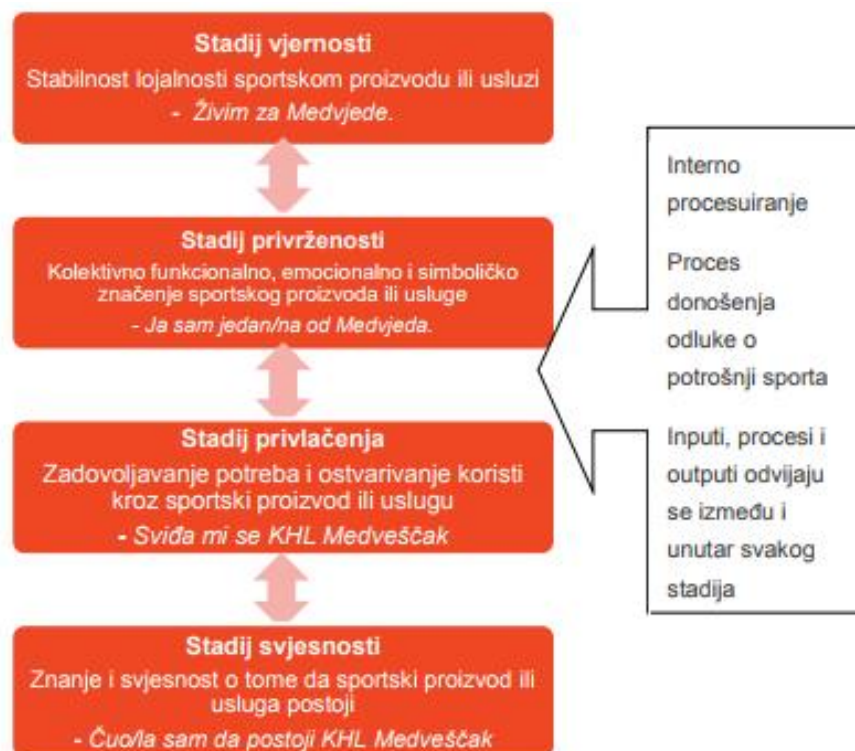 Stadij vjernosti
Stabilnost lojalnosti sportskom proizvodu ili usluzi
- Živim za Medvjede.
Stadij privrženosti
Kolektivno funkcionalno, emocionalno i simboličko
značenje sportskog proizvoda ili usluge
- Ja sam jedan/na od Medvjeda.
Stadij privlačenja
Zadovoljavanje potreba i ostvarivanje koristi
kroz sportski proizvod ili uslugu
- Sviđa mi se KHL Medveščak
Stadij svjesnosti
Znanje i svjesnost o tome da sportski proizvod ili
usluga postoji
- Čuo/la sam da postoji KHL Medveščak
Interno
procesuiranje
Proces
donošenja
odluke o
potrošnji sporta
Inputi, procesi i
outputi odvijaju
se između i
unutar svakog
stadija